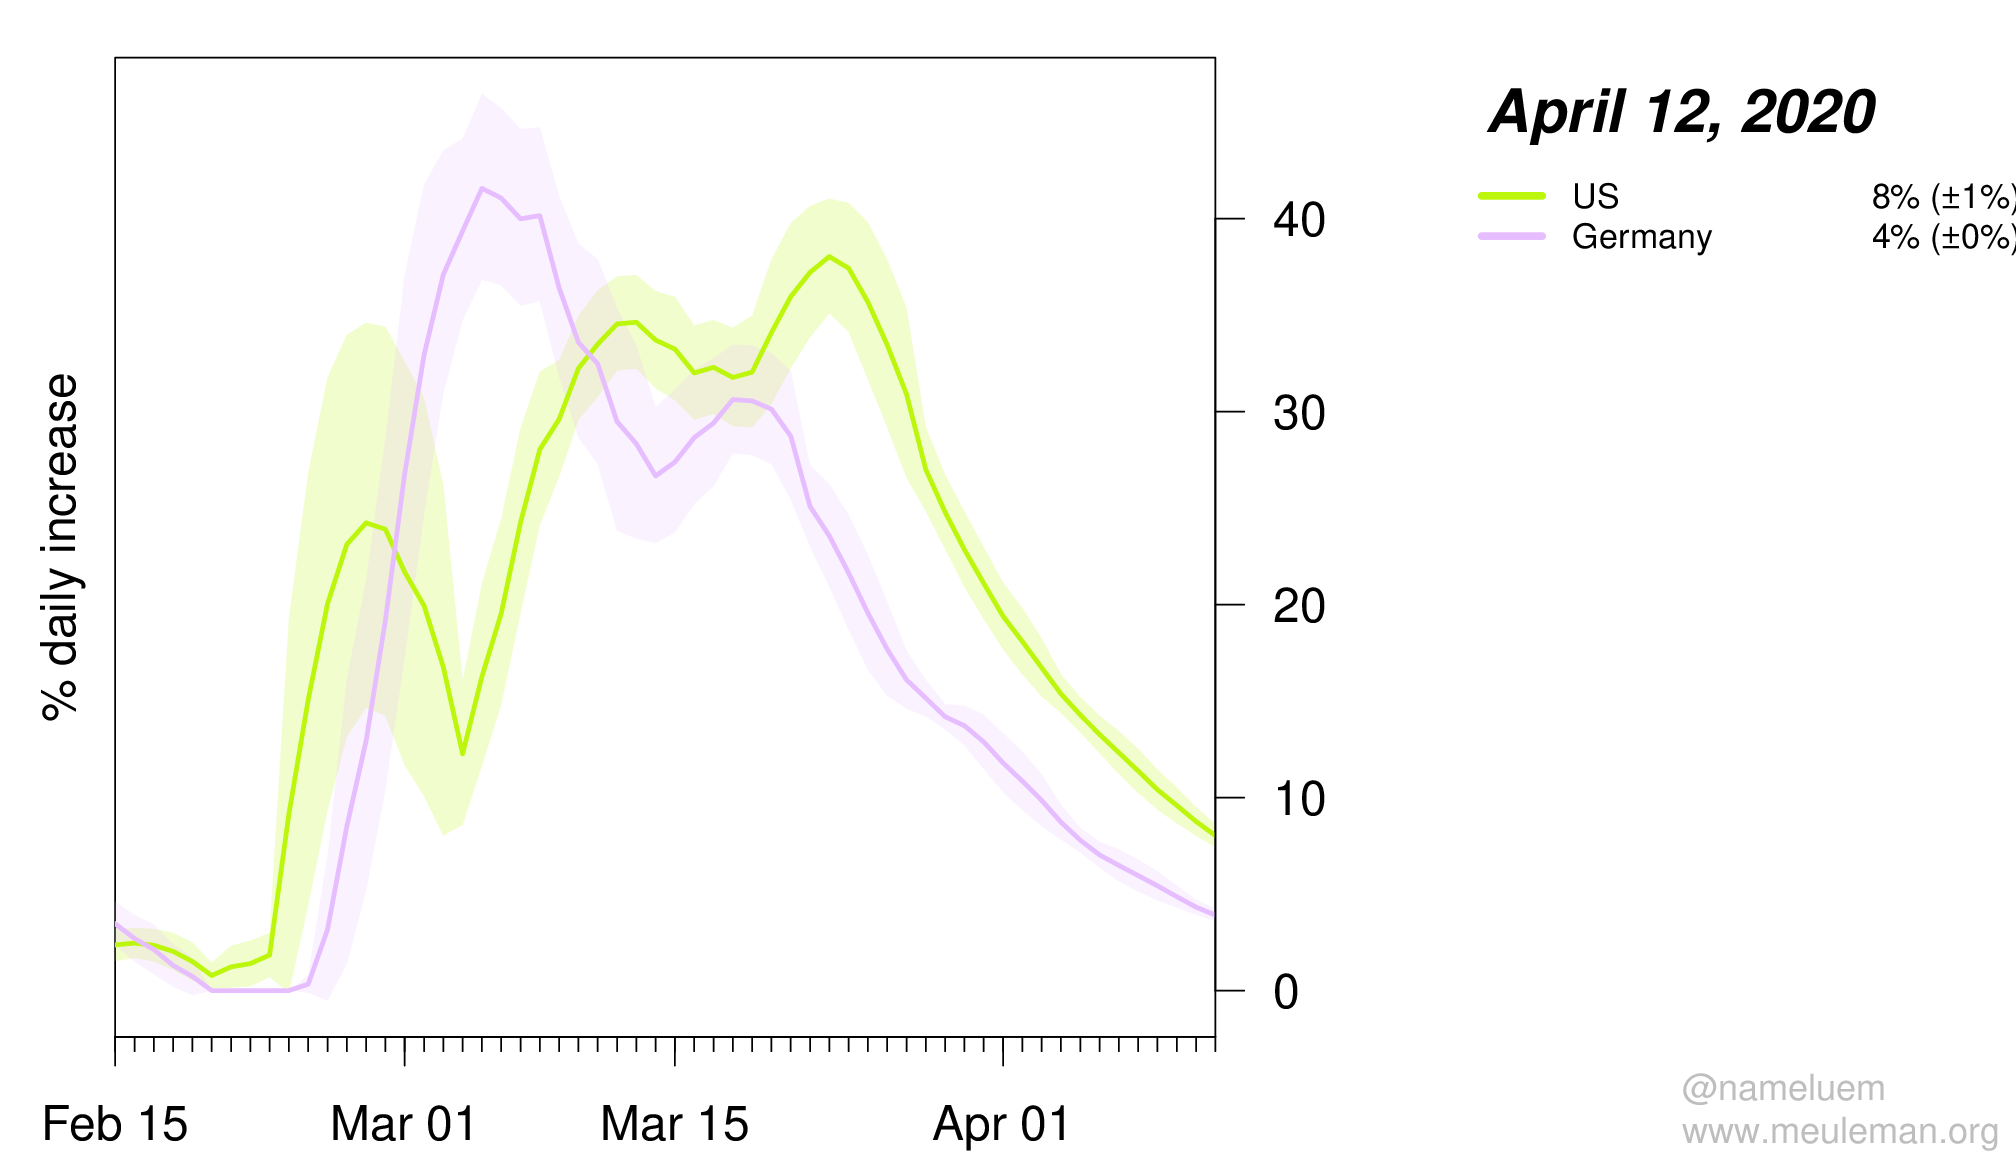 April 12, 2020
US 8% (±1%)
Germany 4% (±0%)
% daily increase
40
30
20
10
0
Feb 15 Mar 01 Mar 15 Apr 01
@nameluem
www.meuleman.org